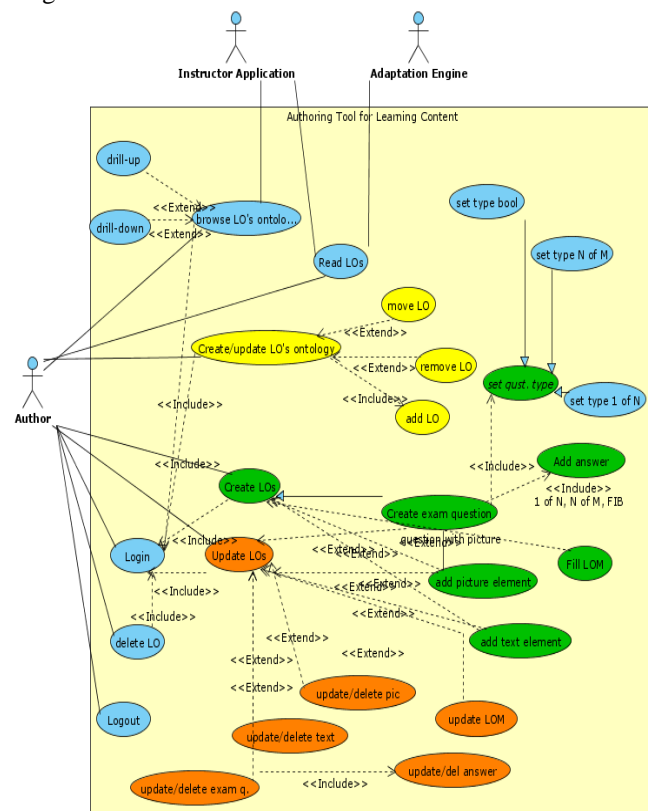 Instructor Application
Adaptation Engine
Authoring Tool for Learning Content
drill-up
<<Extend>>
drill-down
browse LO's ontolo...
<<Extend>>
set type bool
set type N of M
Read LOs
move LO
<<Extend>>
Create/update LO's ontology
<<Extend>>
remove LO
set qust. type
<<Include>>
add LO
set type 1 of N
Author
<<Include>>
<<Include>>
Add answer
<<Include>>
Create LOs
<<Include>>
1 of N, N of M, FIB
Create exam question
question with picture
<<Extend>>
<<Extend>>
Login
Update LOs
Fill LOM
<<Extend>>
add picture element
<<Include>>
delete LO
add text element
<<Extend>>
<<Extend>>
<<Extend>>
update/delete pic
Logout
update LOM
update/delete text
update/delete exam q.
<<Include>>
update/del answer